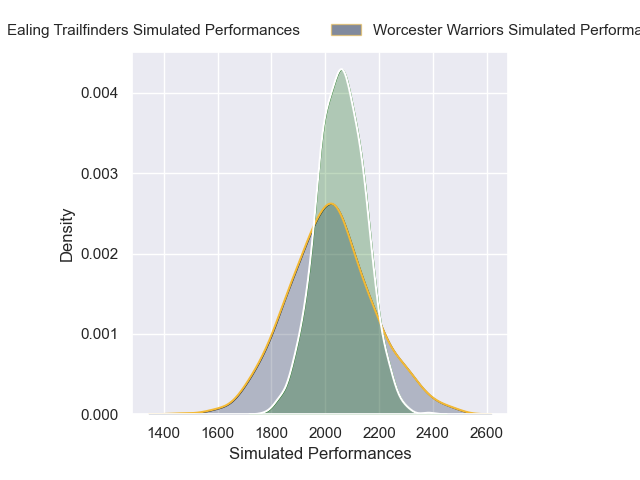 Ealing Trailfinders Simulated Performances Worcester Warriors Simulated Performa
0.004
0.003
0.002
0.001
0.000
Density
1400 1600 1800 2000 2200 2400 2600
Simulated Performances